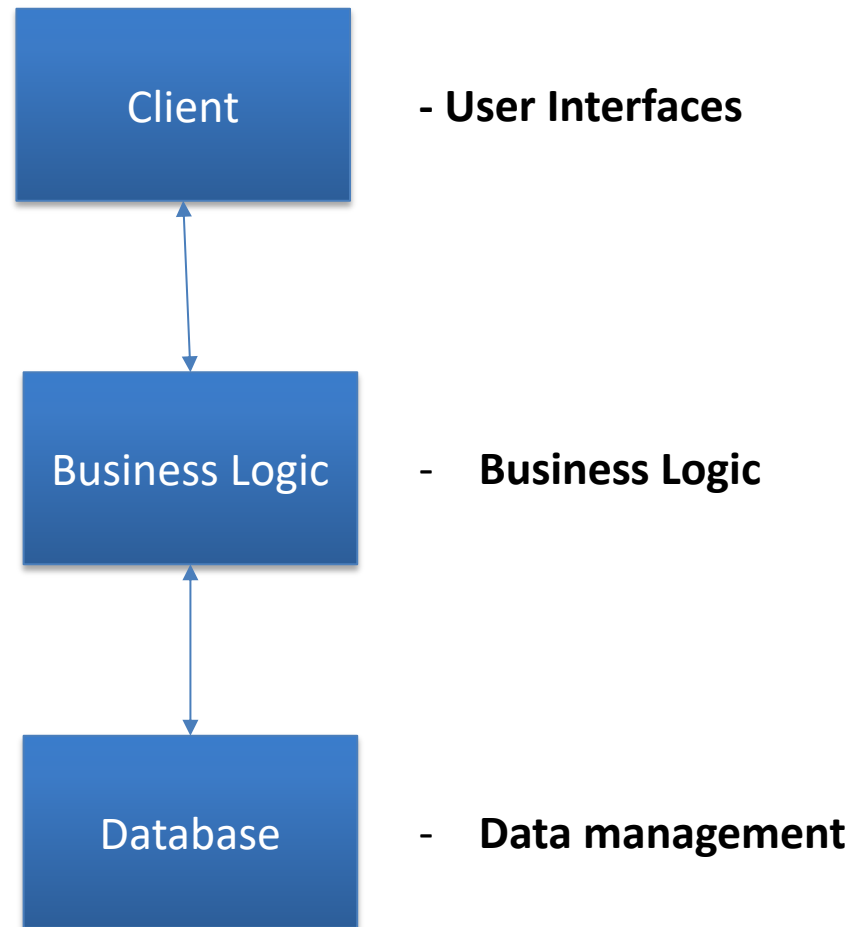 Client
- User Interfaces
Business Logic
- Business Logic
Database
- Data management